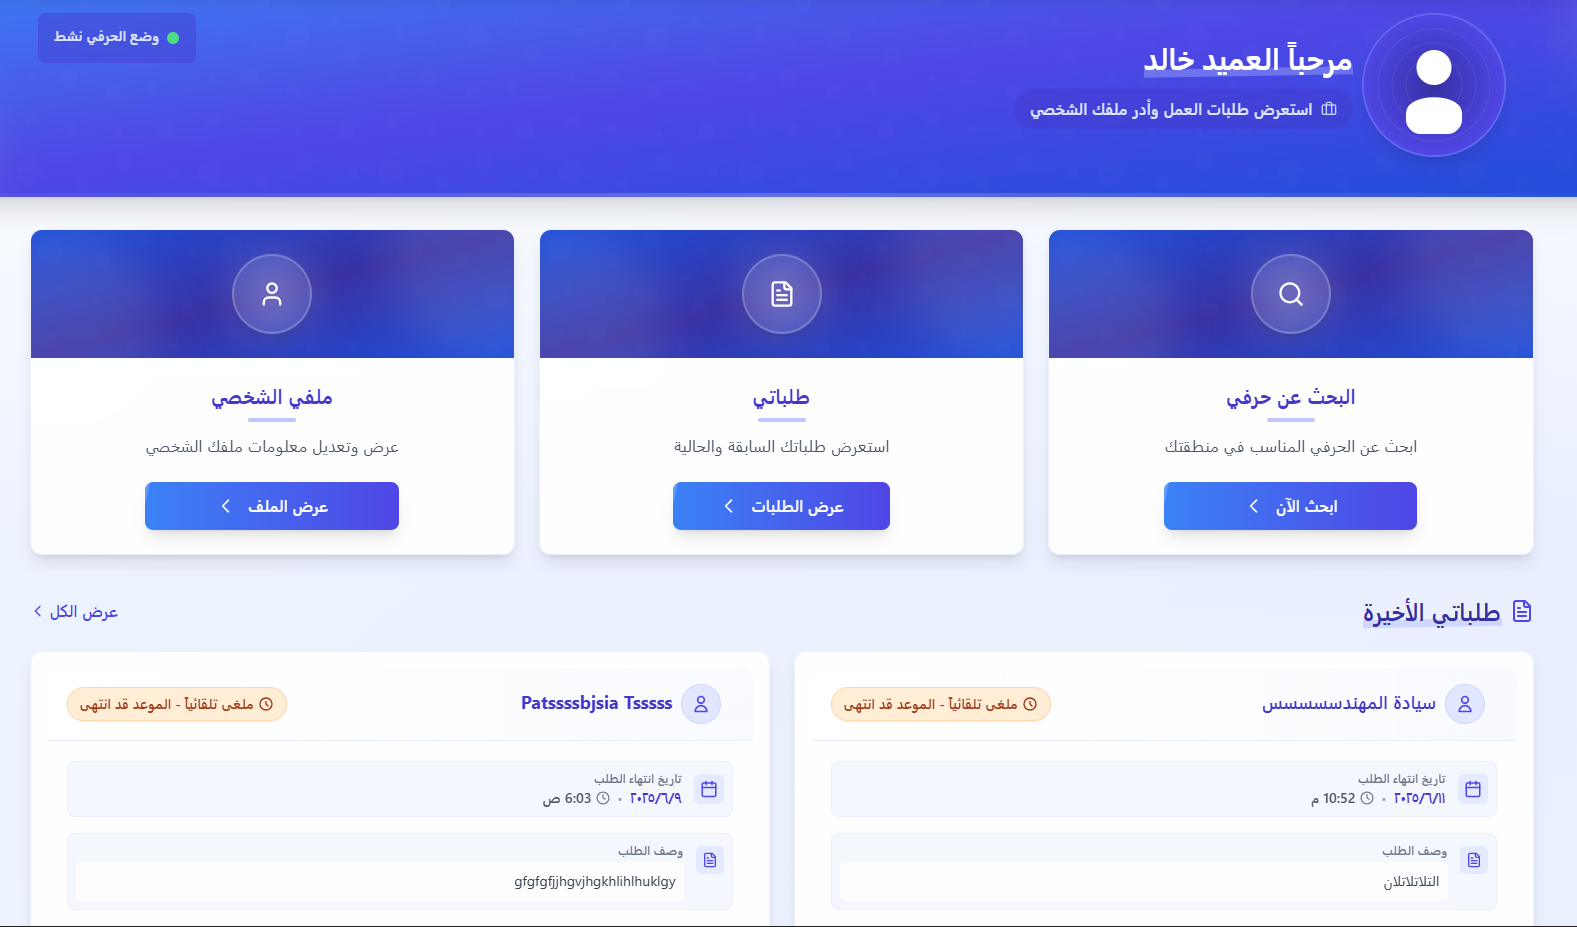 مرحباً العميد خالد
وضع الحرفي نشط
استعرض طلبات العمل وأدر ملفك الشخصي
البحث عن حرفي
ابحث عن الحرفي المناسب في منطقتك
ابحث الآن
طلباتي
استعرض طلباتك السابقة والحالية
عرض الطلبات
ملفي الشخصي
عرض وتعديل معلومات ملفك الشخصي
عرض الملف
طلباتي الأخيرة
عرض الكل
سيادة المهندسسسسس
ملغى تلقائياً - الموعد قد انتهى
تاريخ انتهاء الطلب
٢٠٢٥/٦/١١ • 10:52 م
وصف الطلب
التلاتلاتلان
Patssssbjsia Tsssss
ملغى تلقائياً - الموعد قد انتهى
تاريخ انتهاء الطلب
٢٠٢٥/٦/٩ • 6:03 ص
وصف الطلب
gfgfgfjjhgvjhgkhlihlhuklgy